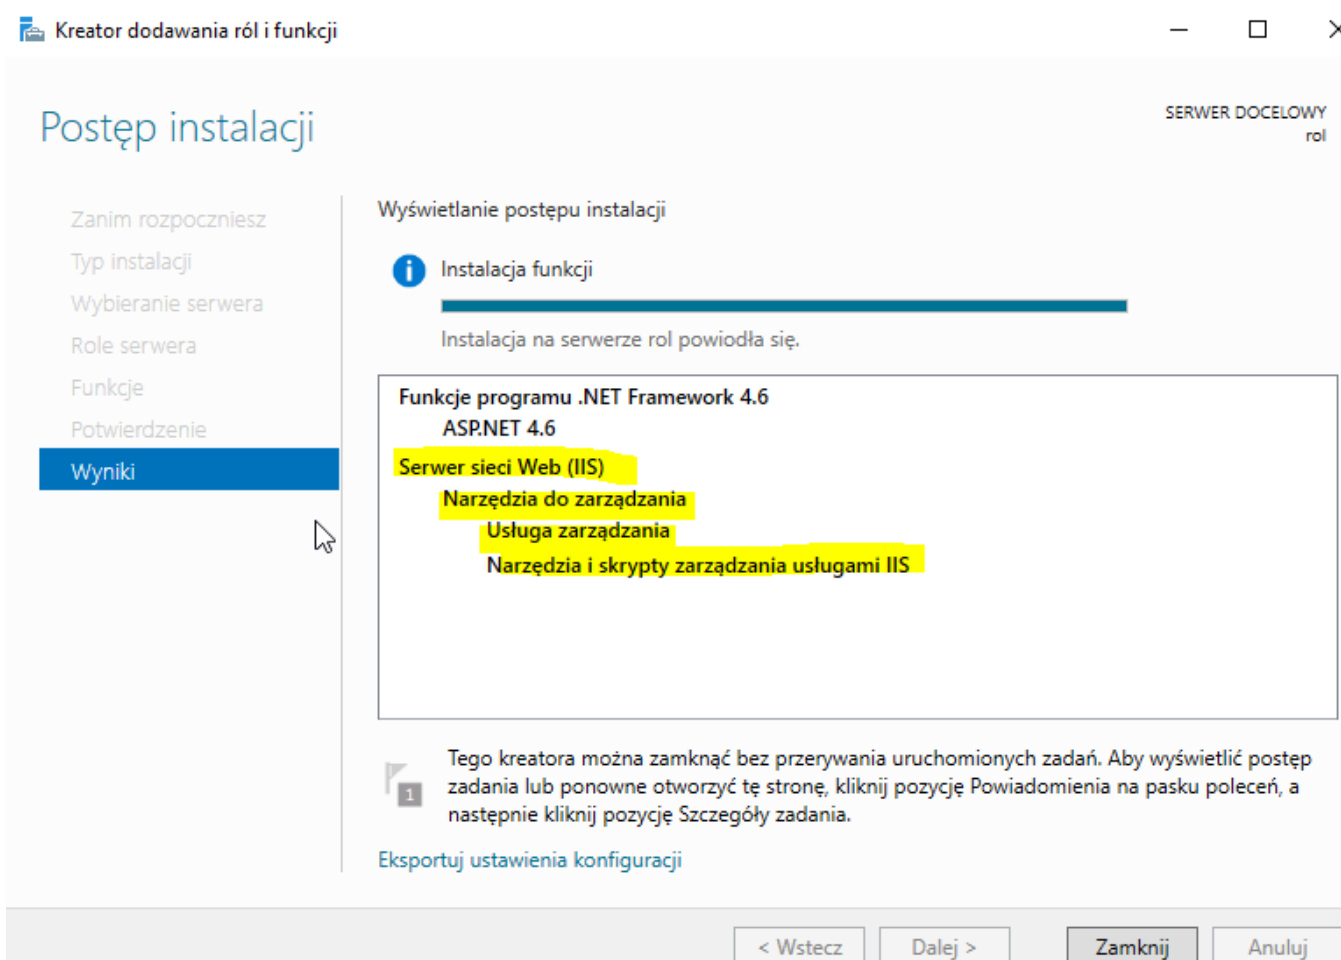 Kreator dodawania ról i funkcji
Postęp instalacji
SERWER DOCELOWY
rol
Zanim rozpoczniesz
Typ instalacji
Wybieranie serwera
Role serwera
Funkcje
Potwierdzenie
Wyniki
Wyświetlanie postępu instalacji
Instalacja funkcji
Instalacja na serwerze rol powiodła się.
Funkcje programu .NET Framework 4.6
ASP.NET 4.6
Serwer sieci Web (IIS)
Narzędzia do zarządzania
Usługa zarządzania
Narzędzia i skrypty zarządzania usługami IIS
1
Tego kreatora można zamknąć bez przerywania uruchomionych zadań. Aby wyświetlić postęp
zadania lub ponowne otworzyć tę stronę, kliknij pozycję Powiadomienia na pasku poleceń, a
następnie kliknij pozycję Szczegóły zadania.
Eksportuj ustawienia konfiguracji
< Wstecz
Dalej >
Zamknij
Anuluj